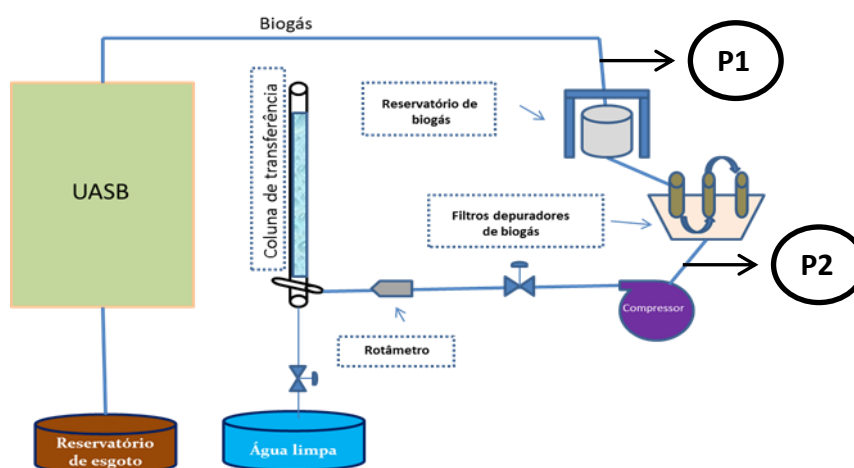 Biogás
P1
Reservatório de
biogás
UASB
Coluna de transferência
Filtros depuradores
de biogás
P2
Compressor
Rotâmetro
Reservatório
de esgoto
Água limpa